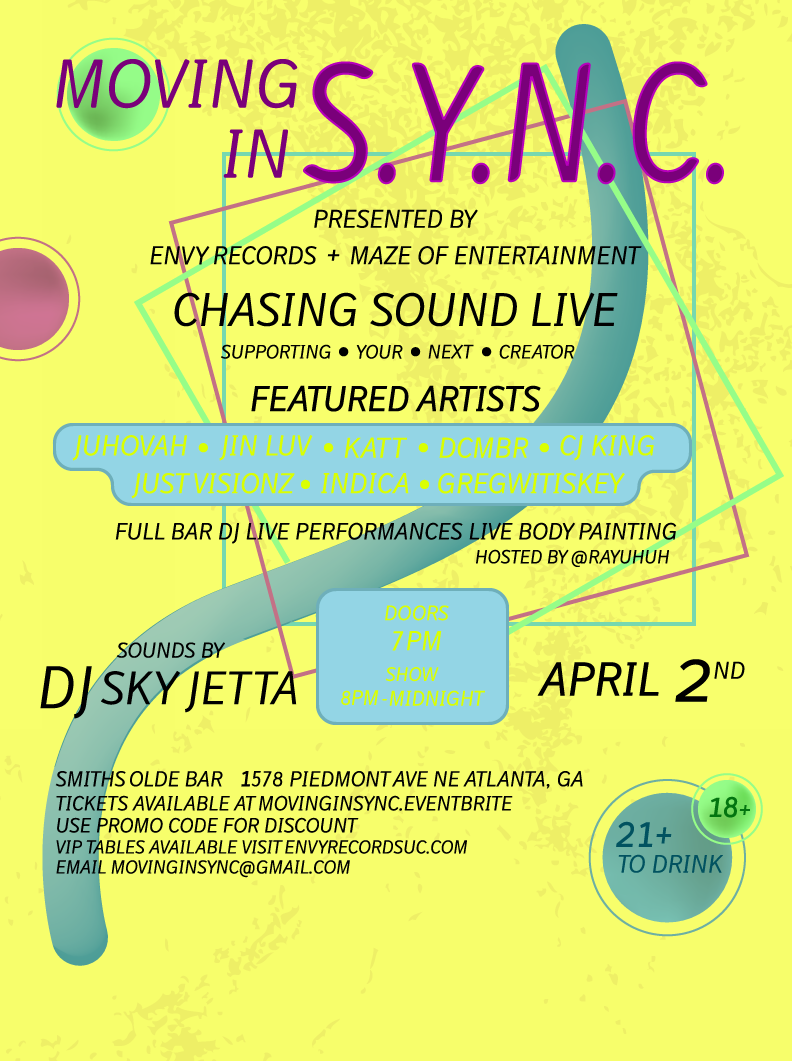 MOVING
IN S.Y.N.C.
PRESENTED BY
ENVY RECORDS + MAZE OF ENTERTAINMENT
CHASING SOUND LIVE
SUPPORTING • YOUR • NEXT • CREATOR
FEATURED ARTISTS
JUHOVAH • JIN LUV • KATT • DCMBR • CJ KING
JUST VISIONZ • INDICA • GREGWITISKEY
FULL BAR DJ LIVE PERFORMANCES LIVE BODY PAINTING
HOSTED BY @RAYUHUH
DOORS
7PM
SHOW
8PM-MIDNIGHT
SOUNDS BY
DJ SKY JETTA
APRIL 2ND
SMITHS OLDE BAR 1578 PIEDMONT AVE NE ATLANTA, GA
TICKETS AVAILABLE AT MOVINGINSYNC.EVENTBRITE
USE PROMO CODE FOR DISCOUNT
VIP TABLES AVAILABLE VISIT ENVYRECORDSUC.COM
EMAIL MOVINGINSYNC@GMAIL.COM
18+
21+
TO DRINK